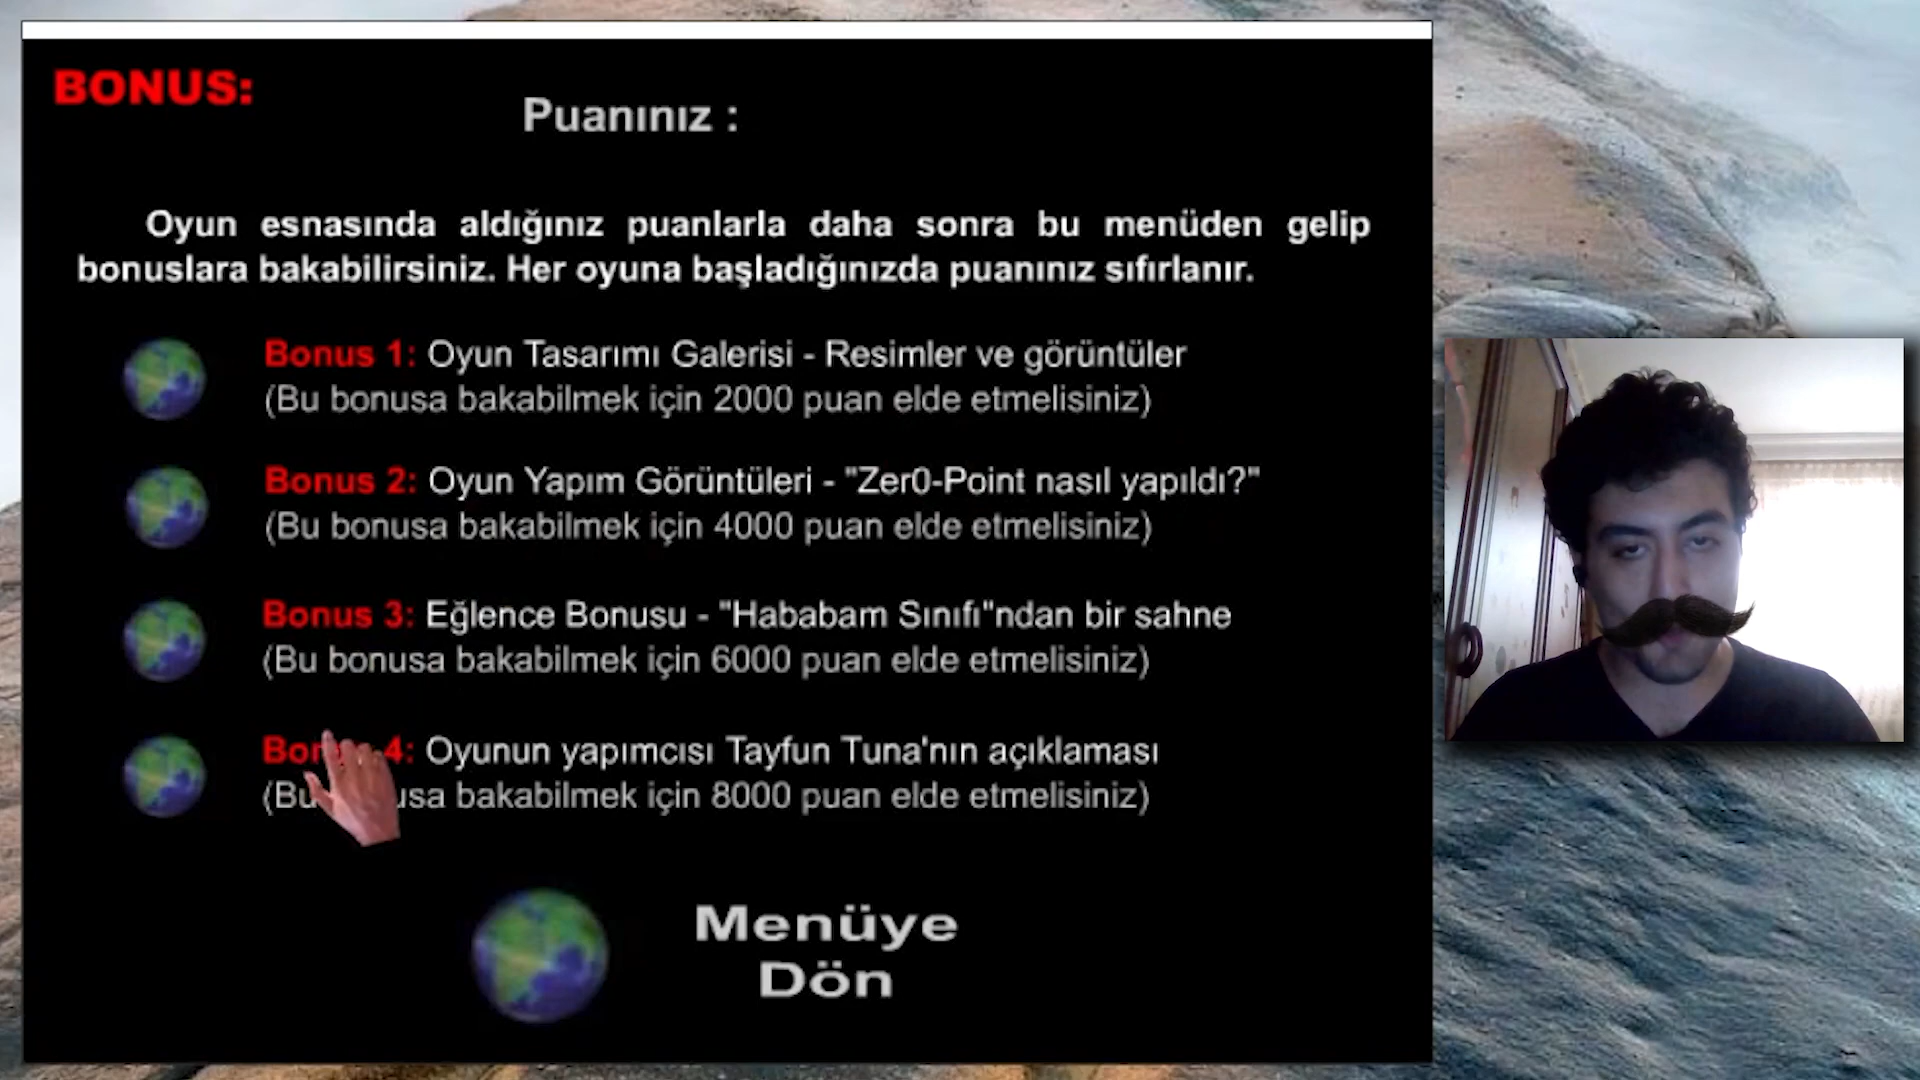 BONUS:
Puanınız :
Oyun esnasında aldığınız puanlarla daha sonra bu menüden gelip
bonuslara bakabilirsiniz. Her oyuna başladığınızda puanınız sıfırlanır.
Bonus 1: Oyun Tasarımı Galerisi - Resimler ve görüntüler
(Bu bonusa bakabilmek için 2000 puan elde etmelisiniz)
Bonus 2: Oyun Yapım Görüntüleri - "Zer0-Point nasıl yapıldı?"
(Bu bonusa bakabilmek için 4000 puan elde etmelisiniz)
Bonus 3: Eğlence Bonusu - "Hababam Sınıfı"ndan bir sahne
(Bu bonusa bakabilmek için 6000 puan elde etmelisiniz)
Bonus 4: Oyunun yapımcısı Tayfun Tuna'nın açıklaması
(Bu bonusa bakabilmek için 8000 puan elde etmelisiniz)
Menüye
Dön